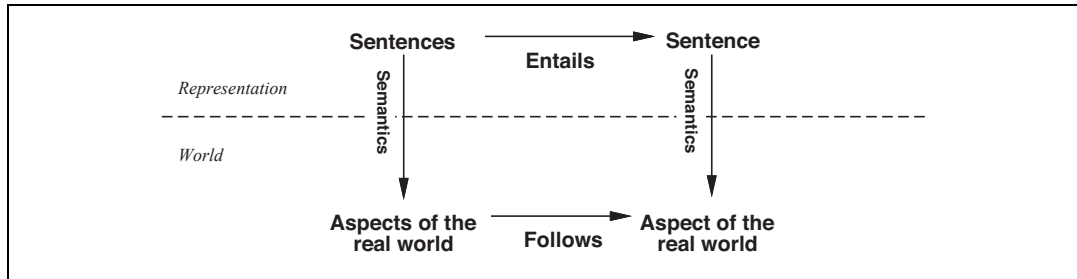 Sentences
Sentence
Entails
Semantics
Semantics
Representation
World
Aspects of the
real world
Follows
Aspect of the
real world